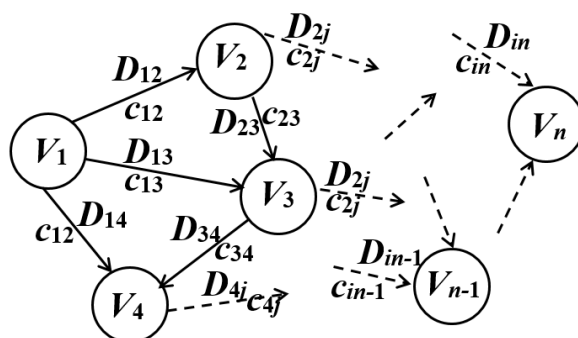 V2
D2j
c2j
Din
cin
Vn
D12
c12
D23
c23
V1
D13
c13
V3
D2j
c2j
D14
c12
D34
c34
V4
D4j
c4j
Din-1
cin-1
Vn-1